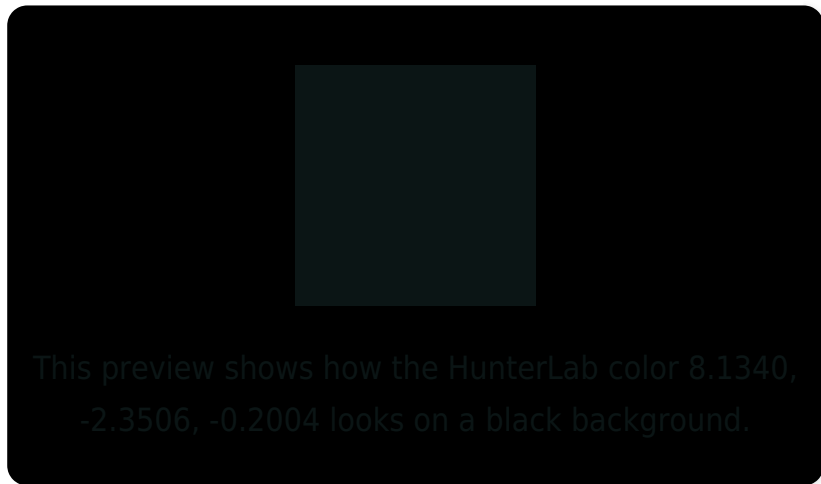 This preview shows how the HunterLab color 8.1340,
-2.3506, -0.2004 looks on a black background.